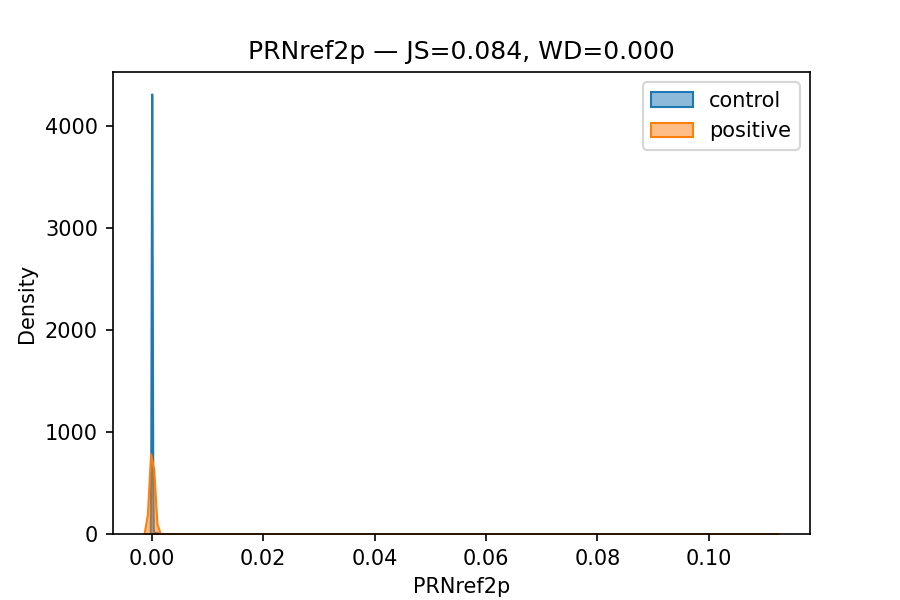 PRNref2p — JS=0.084, WD=0.000
control
positive
4000
3000
2000
1000
0
Density
0.00 0.02 0.04 0.06 0.08 0.10
PRNref2p